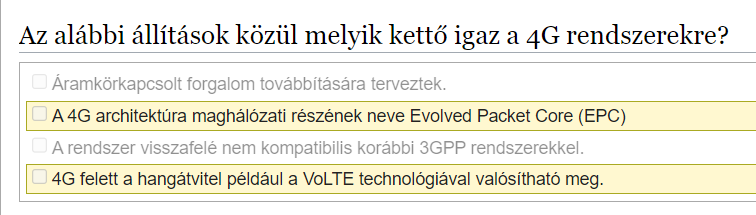 Az alábbi állítások közül melyik kettő igaz a 4G rendszerekre?
Áramkörkapcsolt forgalom továbbítására terveztek.
A 4G architektúra maghálózati részének neve Evolved Packet Core (EPC)
A rendszer visszafelé nem kompatibilis korábbi 3GPP rendszerekkel.
4G felett a hangátvitel például a VoLTE technológiával valósítható meg.